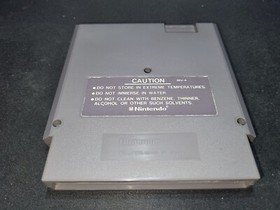 CAUTION
• DO NOT STORE IN EXTREME TEMPERATURES.
• DO NOT IMMERSE IN WATER.
• DO NOT CLEAN WITH BENZENE, THINNER,
ALCOHOL OR OTHER SUCH SOLVENTS.
Nintendo